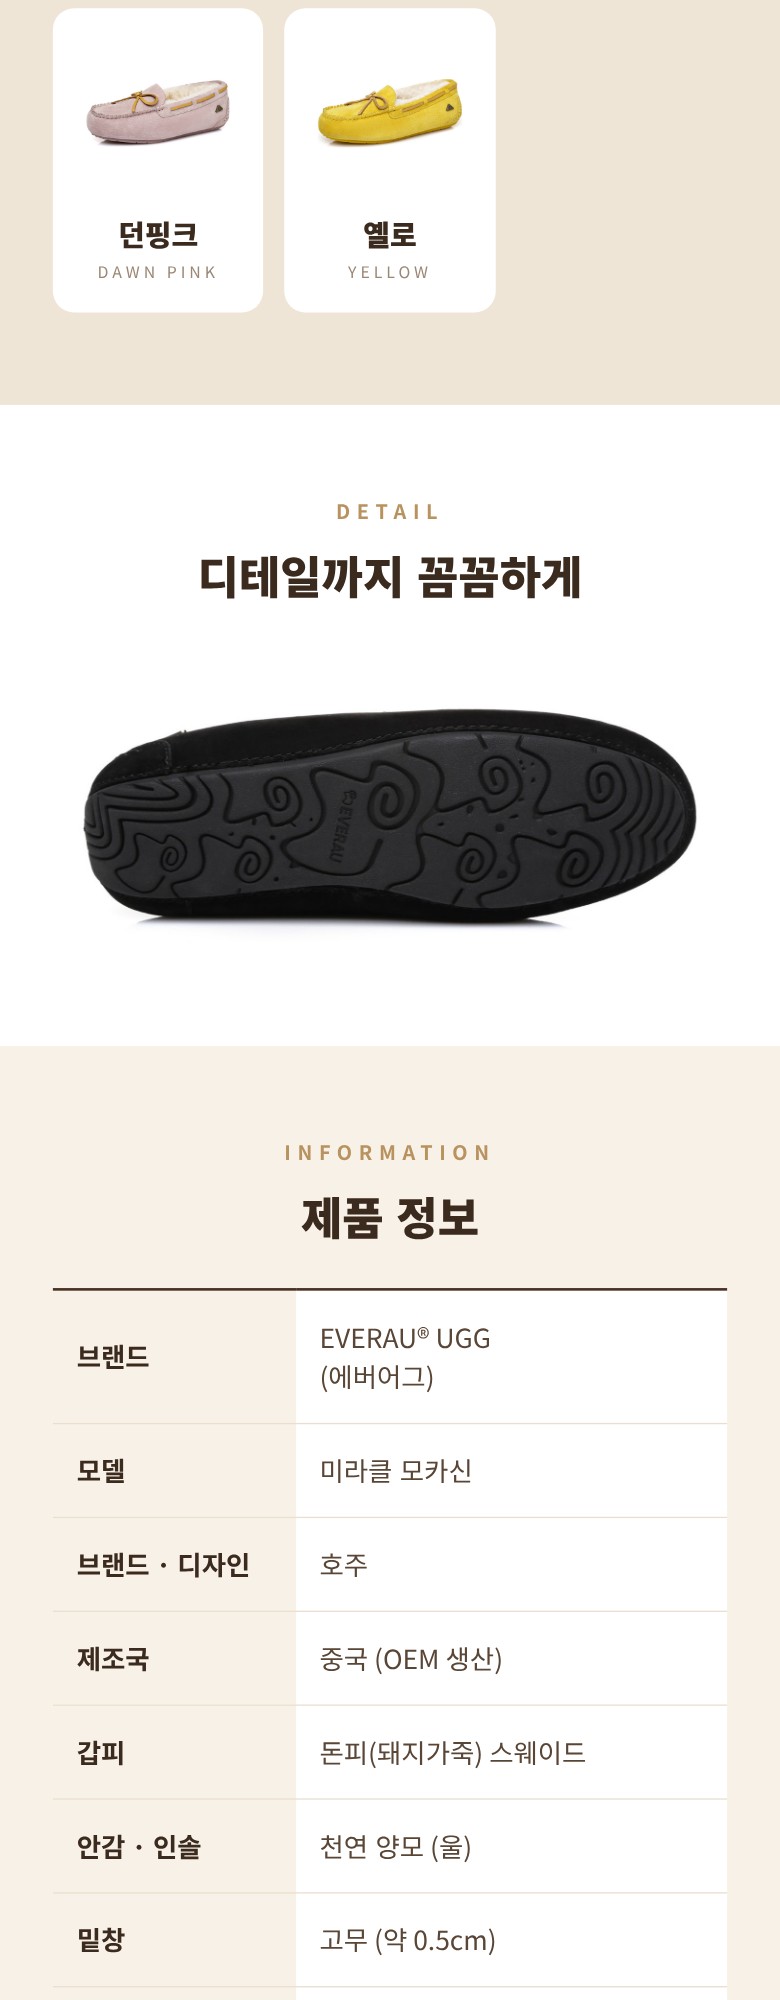 던핑크
DAWN PINK
옐로
YELLOW
DETAIL
디테일까지 꼼꼼하게
EVERAU
INFORMATION
제품 정보
브랜드
EVERAU® UGG
(에버어그)
모델
미라클 모카신
브랜드 · 디자인
호주
제조국
중국 (OEM 생산)
갑피
돈피(돼지가죽) 스웨이드
안감 · 인솔
천연 양모 (울)
밑창
고무 (약 0.5cm)